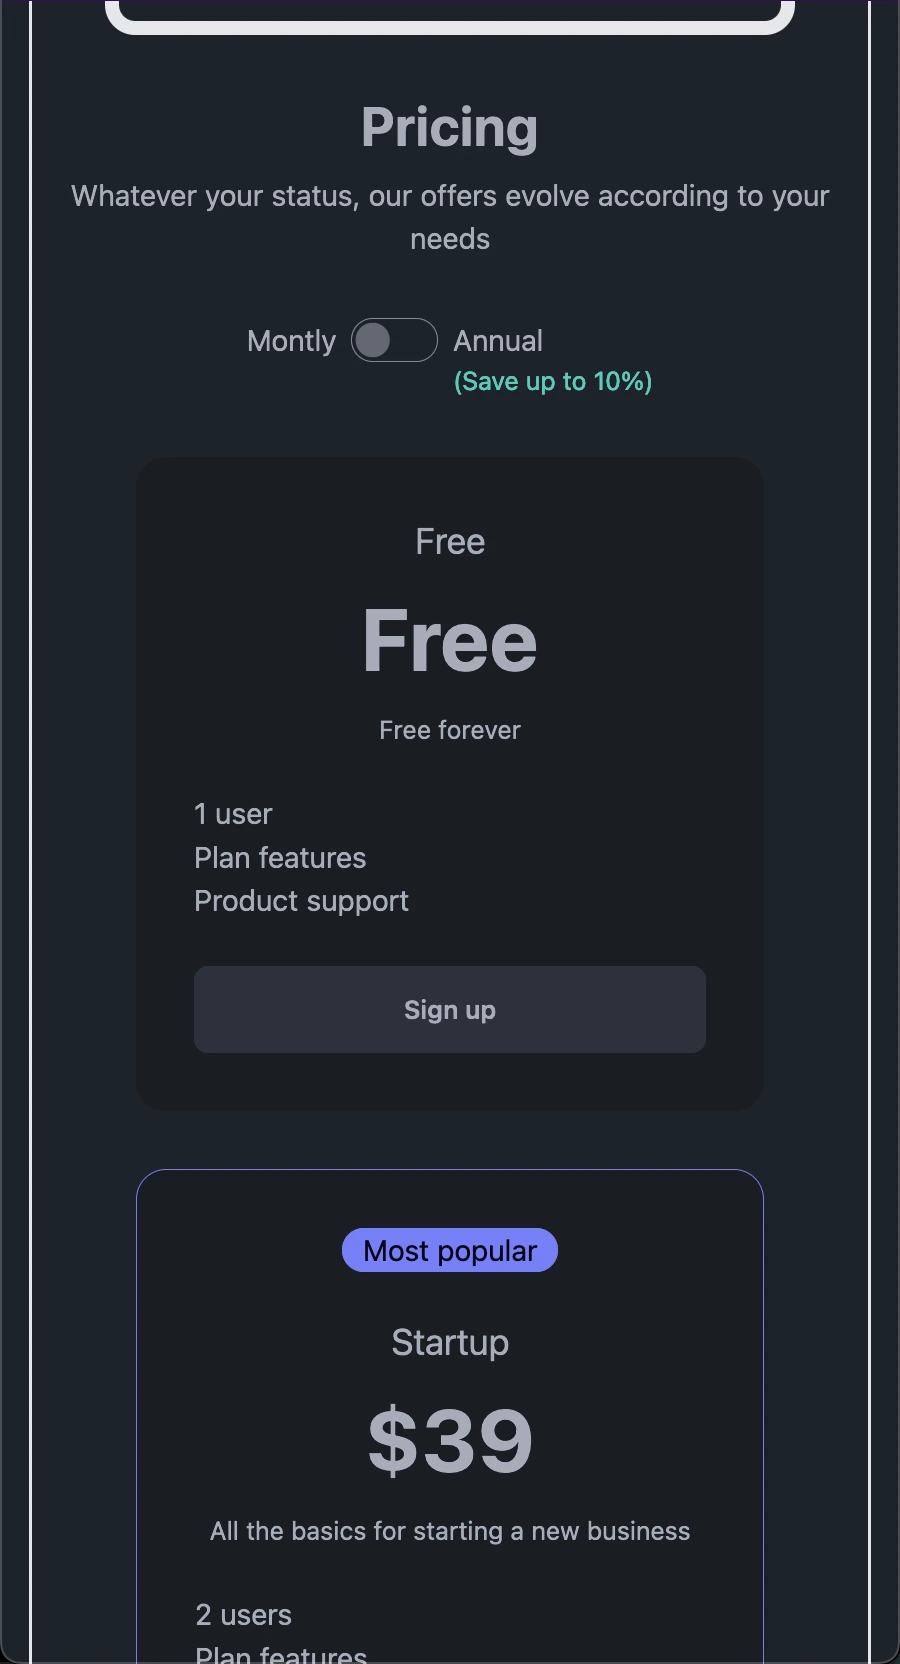 Pricing
Whatever your status, our offers evolve according to your
needs
Montly
Annual
(Save up to 10%)
Free
Free
Free forever
1 user
Plan features
Product support
Sign up
Most popular
Startup
$39
All the basics for starting a new business
2 users
Plan features